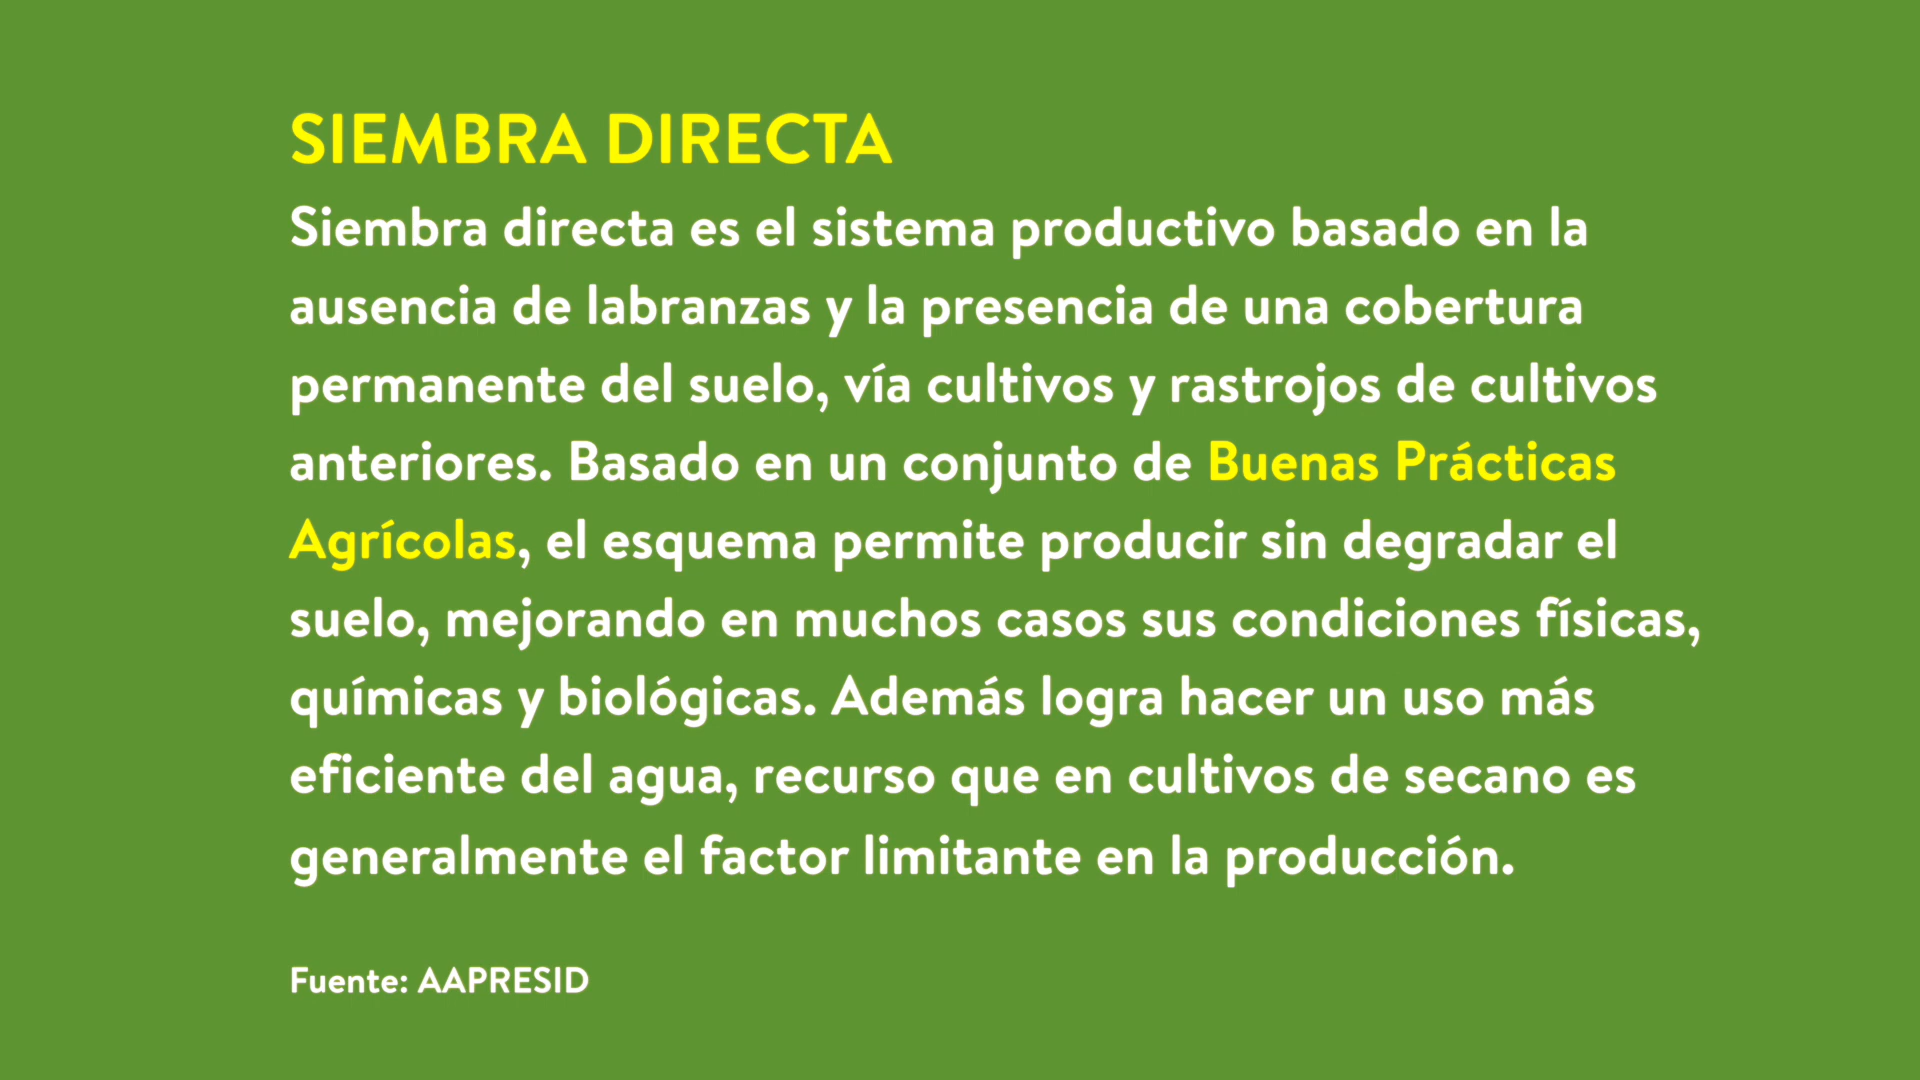 SIEMBRA DIRECTA
Siembra directa es el sistema productivo basado en la
ausencia de labranzas y la presencia de una cobertura
permanente del suelo, vía cultivos y rastrojos de cultivos
anteriores. Basado en un conjunto de Buenas Prácticas
Agrícolas, el esquema permite producir sin degradar el
suelo, mejorando en muchos casos sus condiciones físicas,
químicas y biológicas. Además logra hacer un uso más
eficiente del agua, recurso que en cultivos de secano es
generalmente el factor limitante en la producción.
Fuente: AAPRESID